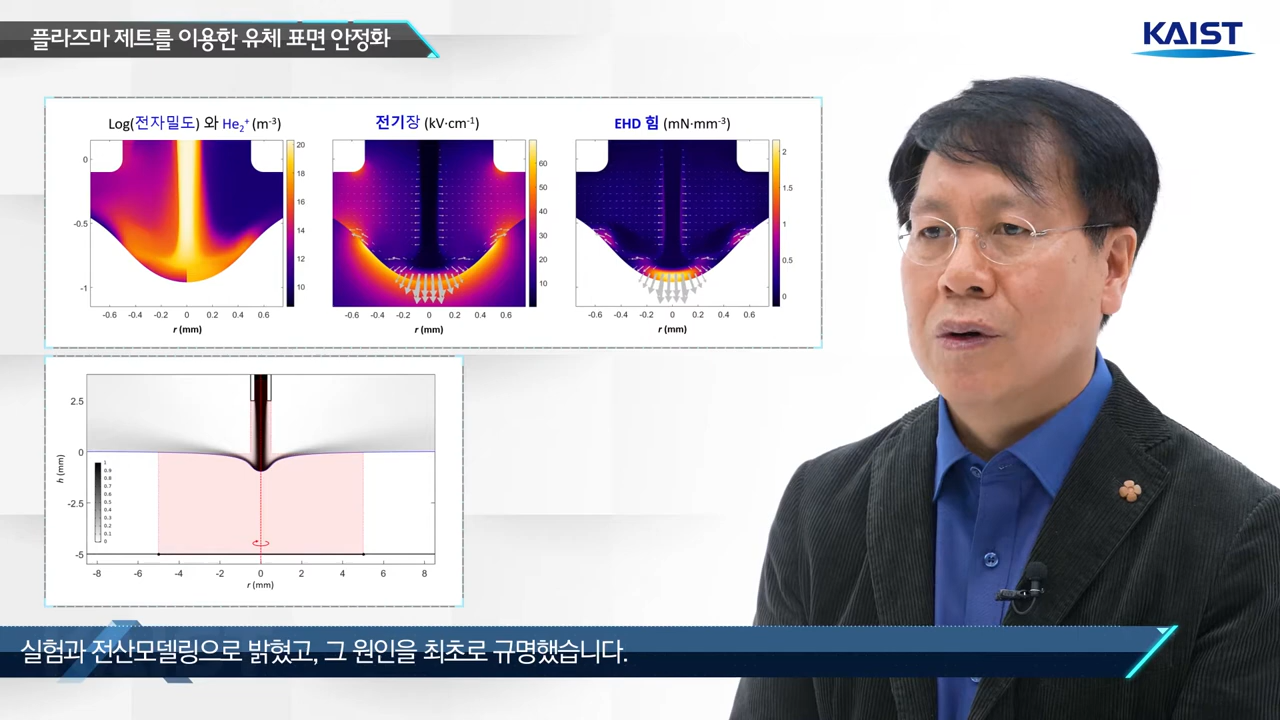 플라즈마 제트를 이용한 유체 표면 안정화
KAIST
Log(전자밀도) 와 He₂⁺ (m⁻³)
전기장 (kV·cm⁻¹)
EHD 힘 (mN·mm⁻³)
0
-0.5
-1
20
18
16
14
12
10
60
50
40
30
20
10
2
1.5
1
0.5
0
-0.6 -0.4 -0.2 0 0.2 0.4 0.6
-0.6 -0.4 -0.2 0 0.2 0.4 0.6
-0.6 -0.4 -0.2 0 0.2 0.4 0.6
r (mm)
r (mm)
r (mm)
2.5
0
-2.5
-5
h (mm)
1
0.9
0.8
0.7
0.6
0.5
0.4
0.3
0.2
0.1
0
-8 -6 -4 -2 0 2 4 6 8
r (mm)
실험과 전산모델링으로 밝혔고, 그 원인을 최초로 규명했습니다.